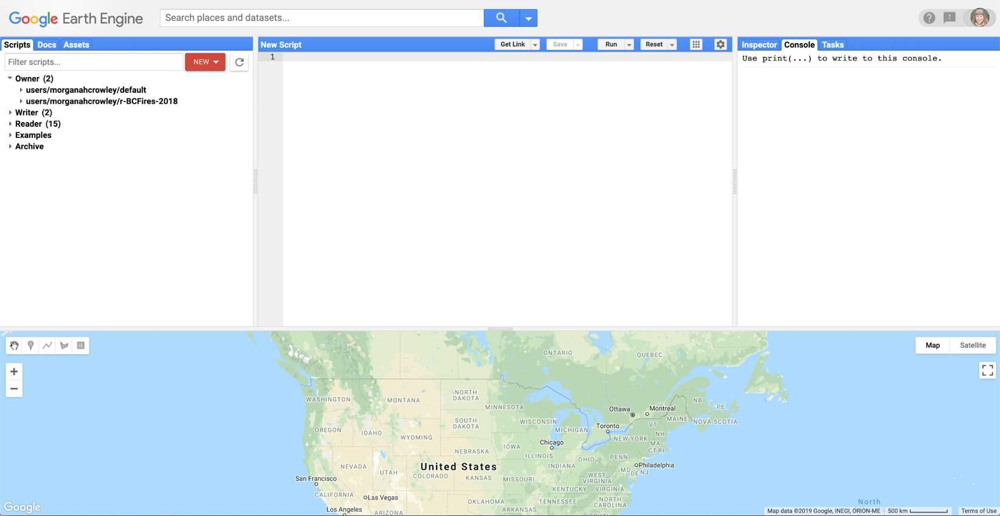 Google Earth Engine
Search places and datasets...
Scripts Docs Assets
Filter scripts...
NEW
Owner (2)
users/morganahcrowley/default
users/morganahcrowley/r-BCFires-2018
Writer (2)
Reader (15)
Examples
Archive
New Script
Get Link Save Run Reset
1
Inspector Console Tasks
Use print(...) to write to this console.
Map Satellite
ONTARIO
QUEBEC
WASHINGTON
MONTANA
NORTH
DAKOTA
MINNESOTA
Ottawa
Montreal
NB
PE
MAINE
NOVA SCOTIA
SOUTH
DAKOTA
WISCONSIN
MICHIGAN
Toronto
VT
NH
OREGON
IDAHO
WYOMING
NEW YORK
MA
CT RI
Chicago
IOWA
NEBRASKA
ILLINOIS
INDIANA
OHIO
PENN
Philadelphia
NEVADA
UTAH
United States
COLORADO
KANSAS
MISSOURI
WEST
VIRGINIA
MD
DE NJ
San Francisco
KENTUCKY
VIRGINIA
CALIFORNIA
Las Vegas
OKLAHOMA
TENNESSEE
NORTH
CAROLINA
Los Angeles
ARIZONA
ARKANSAS
North
Google
Map data ©2019 Google, INEGI, ORION-ME 500 km Terms of Use